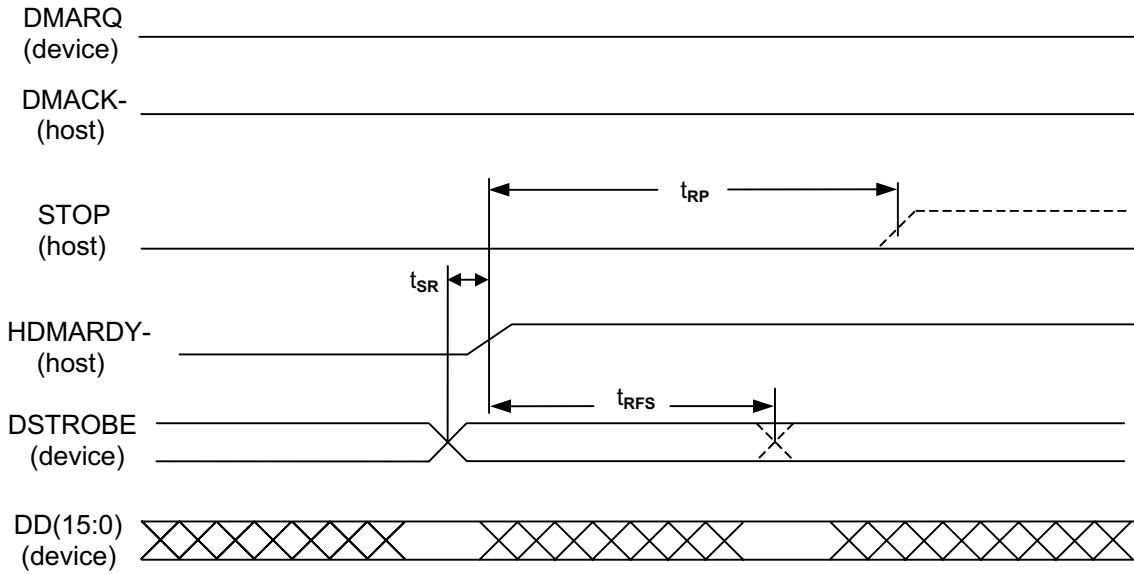 DMARQ
(device)
DMACK-
(host)
STOP
(host)
tRP
tSR
HDMARDY-
(host)
tRFS
DSTROBE
(device)
DD(15:0)
(device)